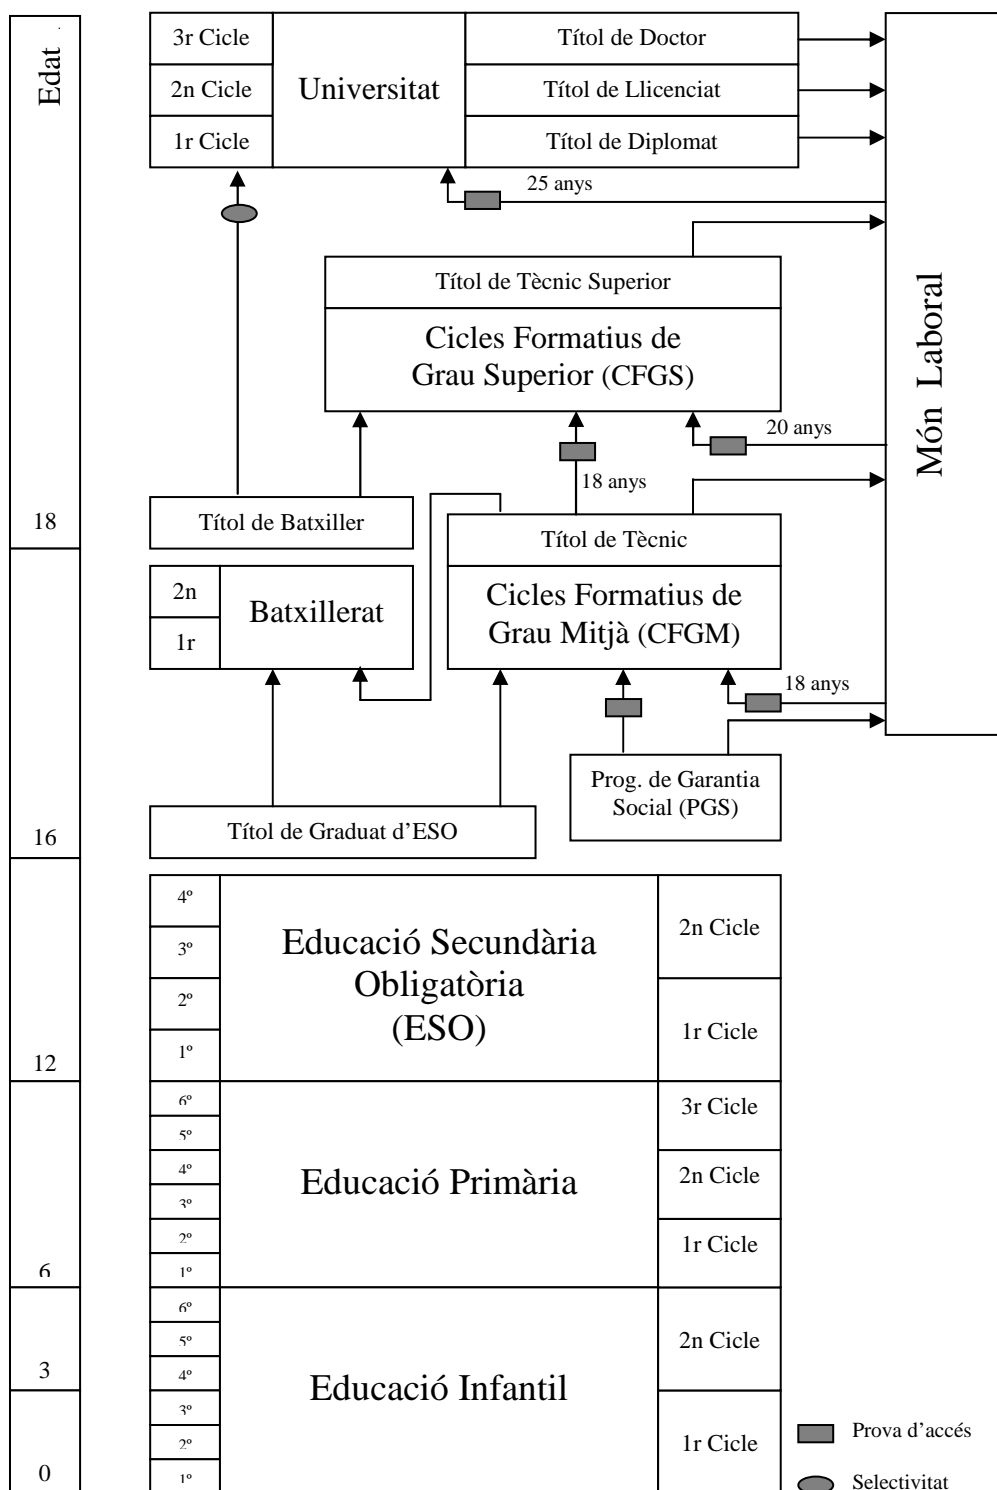 Edat
3r Cicle
Títol de Doctor
2n Cicle
Universitat
Títol de Llicenciat
1r Cicle
Títol de Diplomat
25 anys
Títol de Tècnic Superior
Cicles Formatius de
Grau Superior (CFGS)
Món Laboral
20 anys
18 anys
18
Títol de Batxiller
Títol de Tècnic
2n
Batxillerat
1r
Cicles Formatius de
Grau Mitjà (CFGM)
18 anys
Prog. de Garantia
Social (PGS)
16
Títol de Graduat d’ESO
4º
3º
2º
1º
Educació Secundària
Obligatòria
(ESO)
2n Cicle
1r Cicle
12
6º
5º
4º
3º
2º
1º
Educació Primària
3r Cicle
2n Cicle
1r Cicle
6
6º
5º
4º
3º
2º
1º
Educació Infantil
2n Cicle
1r Cicle
3
0
Prova d’accés
Selectivitat